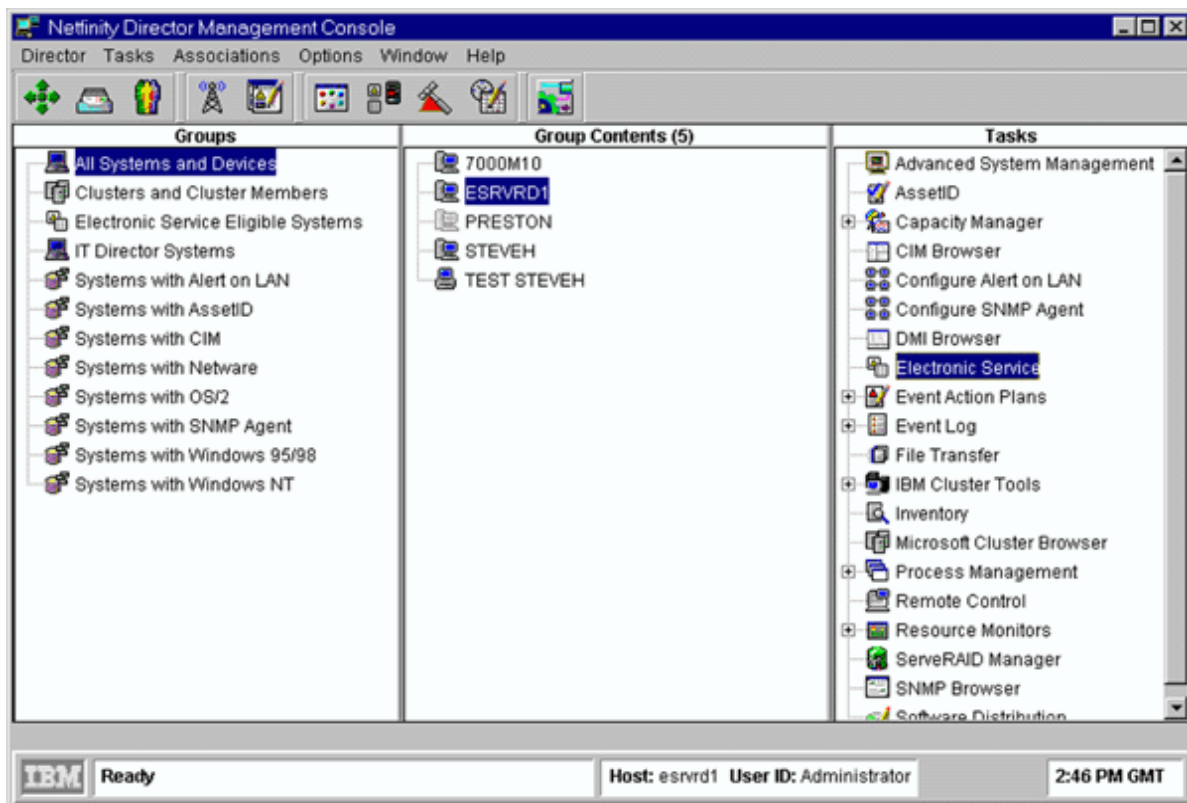 Netfinity Director Management Console
Director Tasks Associations Options Window Help
Groups
All Systems and Devices
Clusters and Cluster Members
Electronic Service Eligible Systems
IT Director Systems
Systems with Alert on LAN
Systems with AssetID
Systems with CIM
Systems with Netware
Systems with OS/2
Systems with SNMP Agent
Systems with Windows 95/98
Systems with Windows NT
Group Contents (5)
7000M10
ESRVRD1
PRESTON
STEVEH
TEST STEVEH
Tasks
Advanced System Management
AssetID
Capacity Manager
CIM Browser
Configure Alert on LAN
Configure SNMP Agent
DMI Browser
Electronic Service
Event Action Plans
Event Log
File Transfer
IBM Cluster Tools
Inventory
Microsoft Cluster Browser
Process Management
Remote Control
Resource Monitors
ServeRAID Manager
SNMP Browser
Software Distribution
IBM
Ready
Host: esrvrd1 User ID: Administrator
2:46 PM GMT